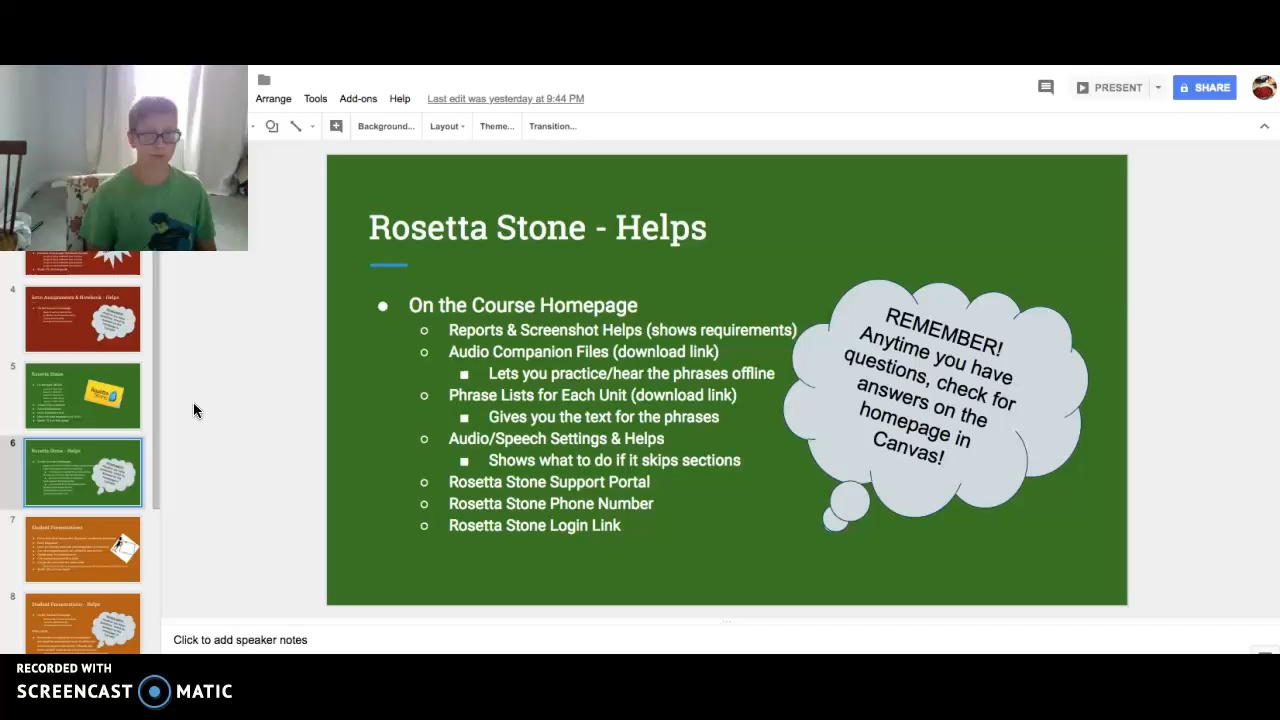 Arrange Tools Add-ons Help Last edit was yesterday at 9:44 PM
PRESENT
SHARE
Background... Layout Theme... Transition...
Rosetta Stone - Helps
On the Course Homepage
Reports & Screenshot Helps (shows requirements)
Audio Companion Files (download link)
Lets you practice/hear the phrases offline
Phrase Lists for Each Unit (download link)
Gives you the text for the phrases
Audio/Speech Settings & Helps
Shows what to do if it skips sections
Rosetta Stone Support Portal
Rosetta Stone Phone Number
Rosetta Stone Login Link
REMEMBER!
Anytime you have
questions, check for
answers on the
homepage in
Canvas!
4
5
Rosetta Stone
6
Rosetta Stone - Helps
7
Student Presentations
8
Student Presentations - Helps
Click to add speaker notes
RECORDED WITH
SCREENCAST MATIC